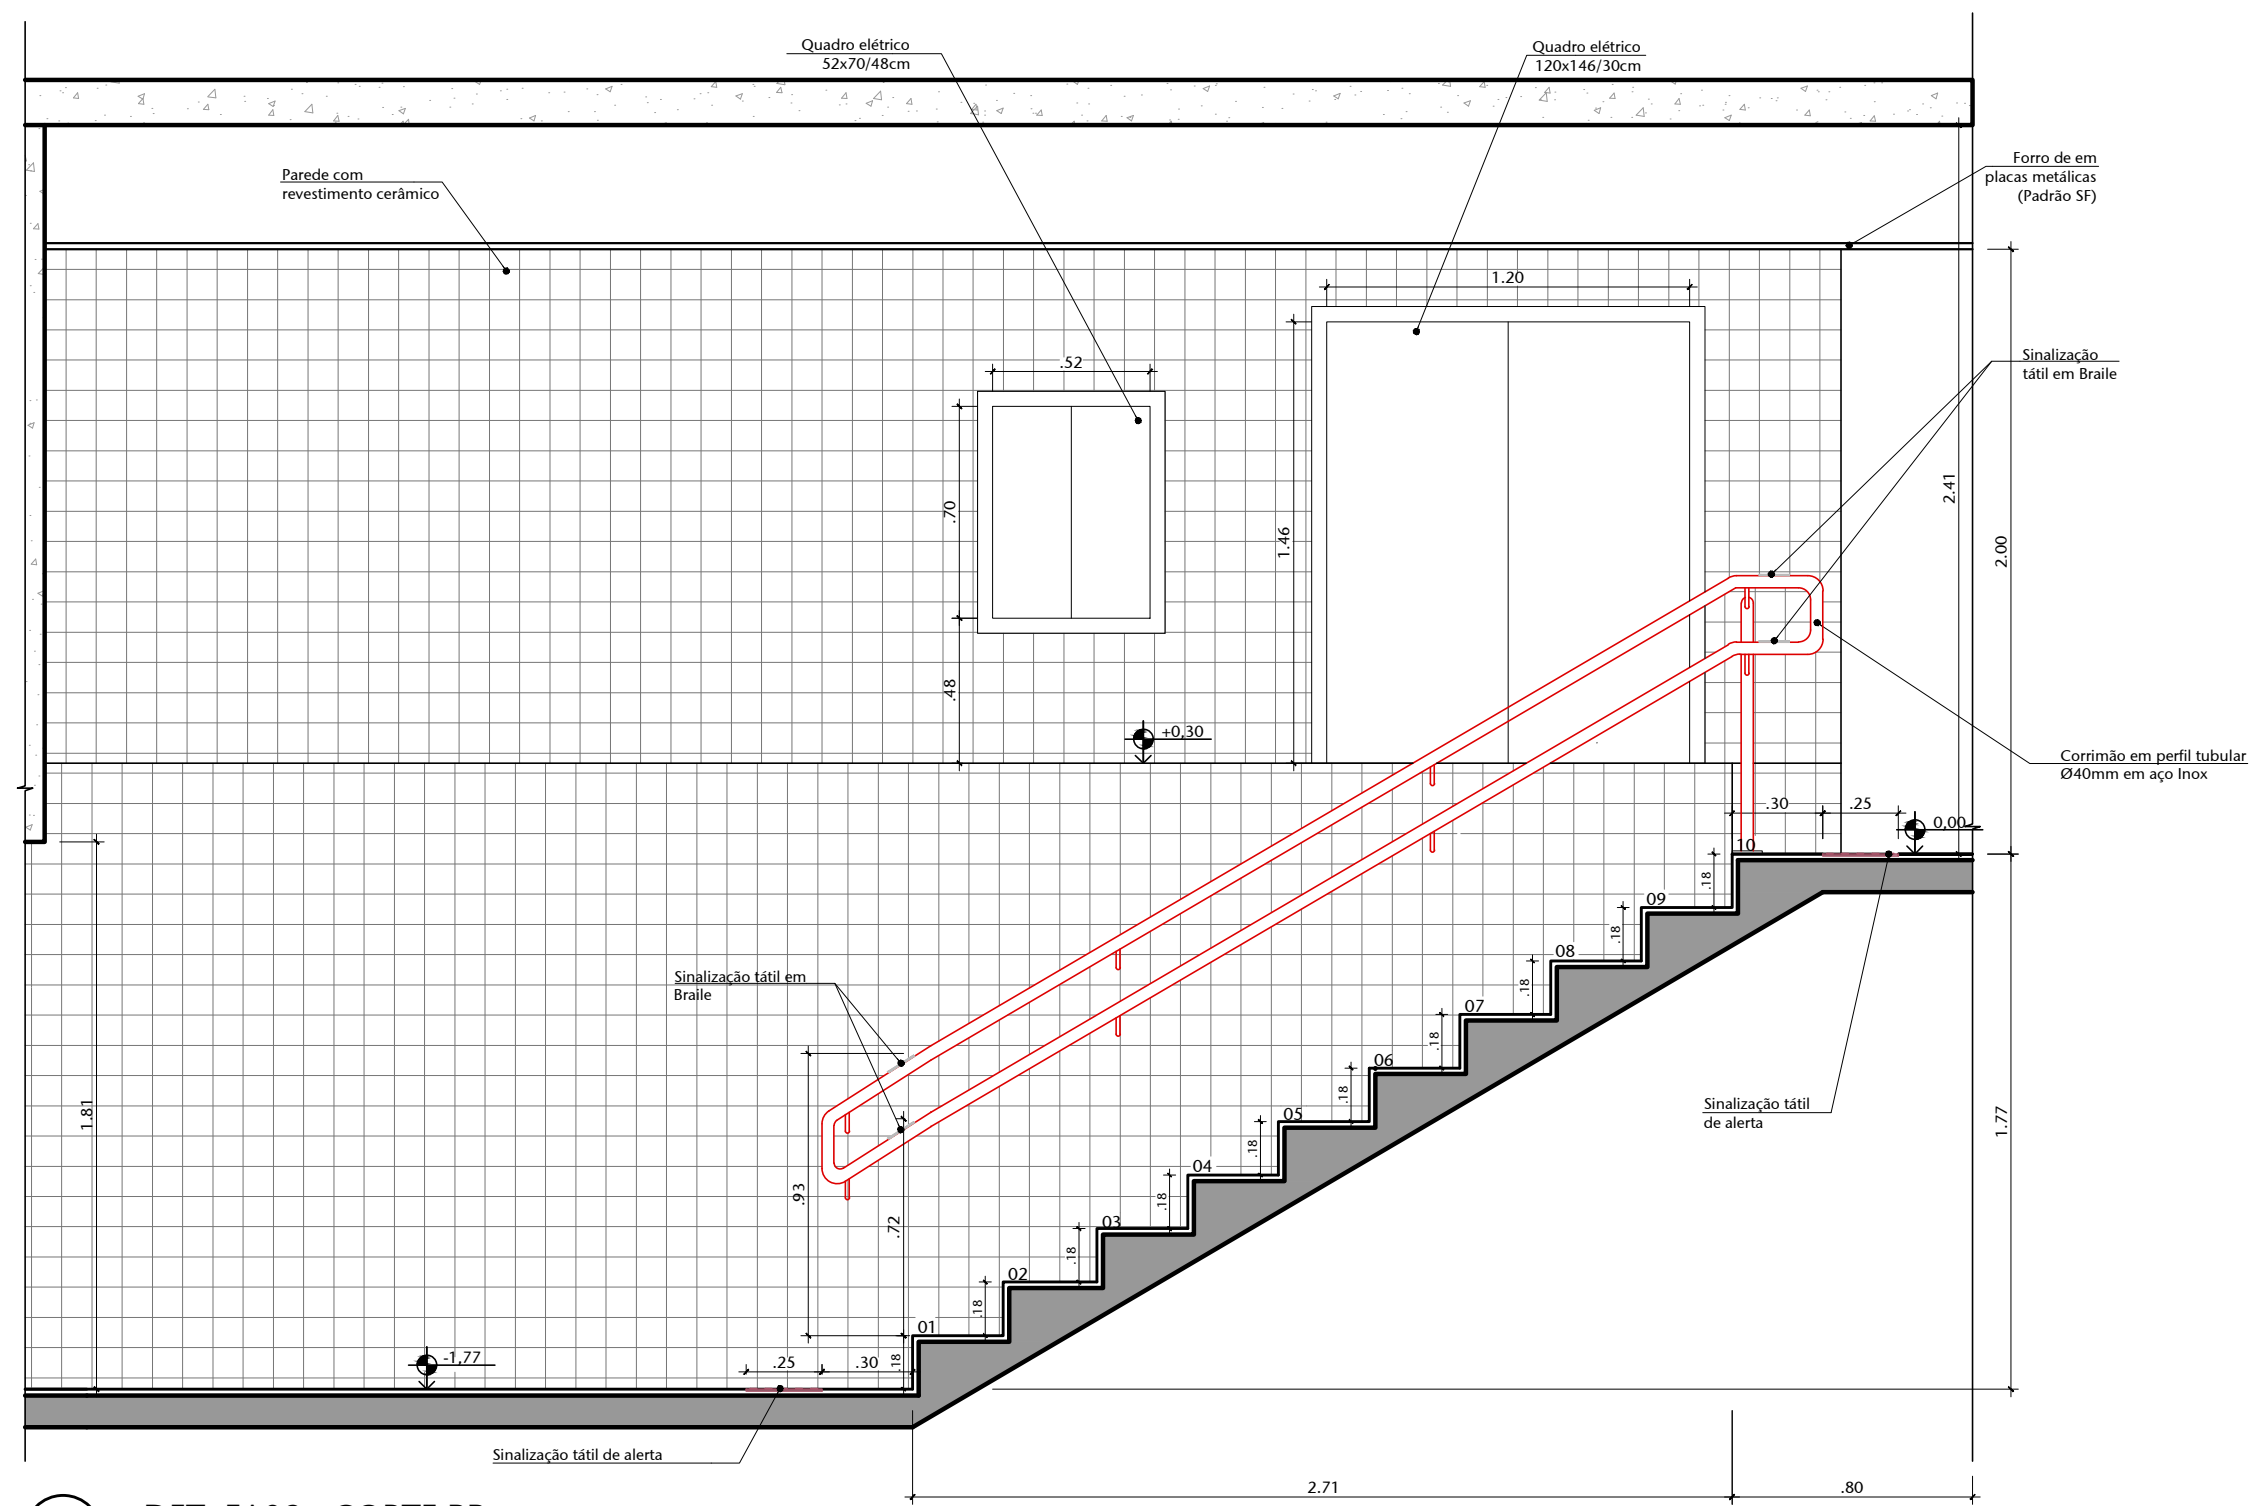 Quadro elétrico
52x70/48cm
Quadro elétrico
120x146/30cm
Parede com
revestimento cerâmico
Forro de em
placas metálicas
(Padrão SF)
1.20
.52
Sinalização
tátil em Braile
.70
1.46
2.41
2.00
.48
+0,30
Corrimão em perfil tubular
Ø40mm em aço Inox
.30
.25
0,00
10
.18
09
.18
08
.18
07
.18
06
.18
05
.18
04
.18
03
.18
02
.18
01
.18
Sinalização tátil em
Braile
1.81
.93
.72
Sinalização tátil
de alerta
1.77
-1,77
.25
.30
Sinalização tátil de alerta
2.71
.80